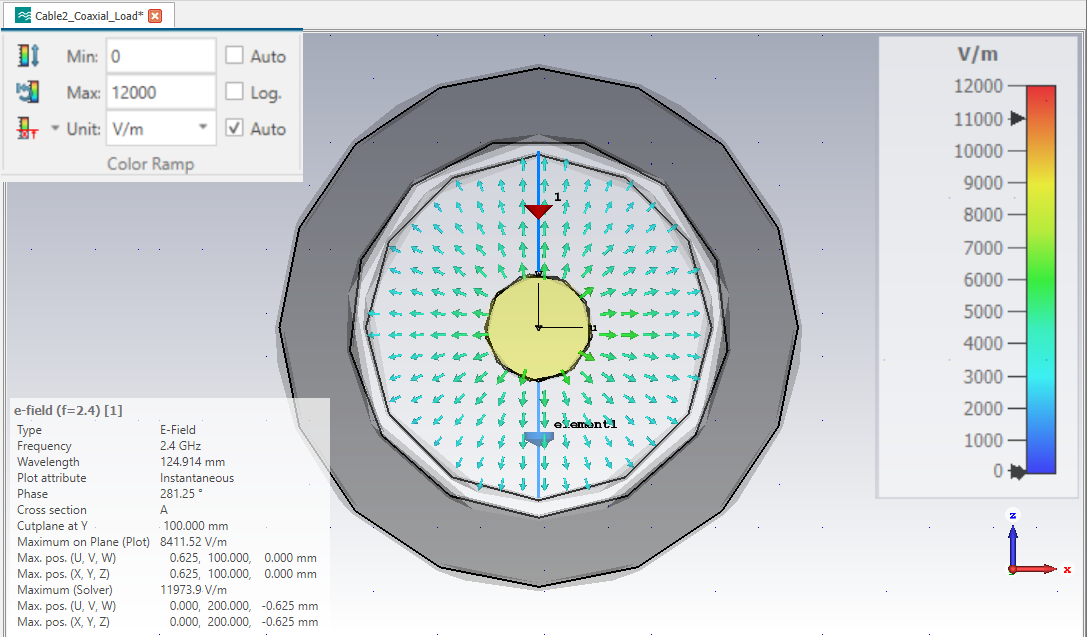 Cable2_Coaxial_Load*
Min: 0 Auto
Max: 12000 Log.
Unit: V/m Auto
Color Ramp
V/m
12000
11000
10000
9000
8000
7000
6000
5000
4000
3000
2000
1000
0
1
w
u
element1
e-field (f=2.4) [1]
Type E-Field
Frequency 2.4 GHz
Wavelength 124.914 mm
Plot attribute Instantaneous
Phase 281.25 °
Cross section A
Cutplane at Y -100.000 mm
Maximum on Plane (Plot) 8411.52 V/m
Max. pos. (U, V, W) 0.625, 100.000, 0.000 mm
Max. pos. (X, Y, Z) 0.625, 100.000, 0.000 mm
Maximum (Solver) 11973.9 V/m
Max. pos. (U, V, W) 0.000, 200.000, -0.625 mm
Max. pos. (X, Y, Z) 0.000, 200.000, -0.625 mm
z
x